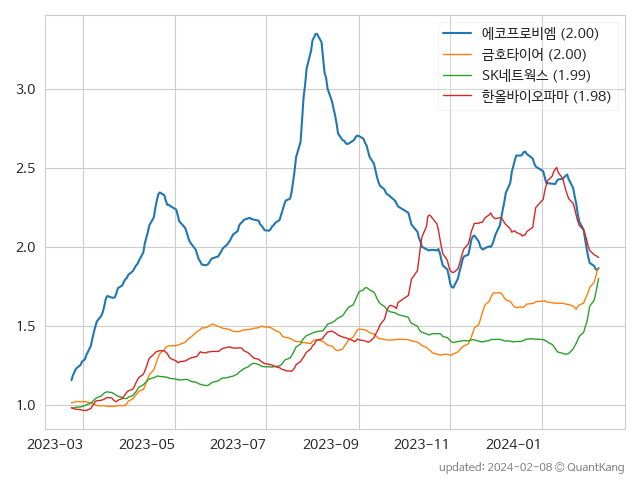 에코프로비엠 (2.00)
금호타이어 (2.00)
SK네트웍스 (1.99)
한올바이오파마 (1.98)
3.0
2.5
2.0
1.5
1.0
2023-03 2023-05 2023-07 2023-09 2023-11 2024-01
updated: 2024-02-08 © QuantKang